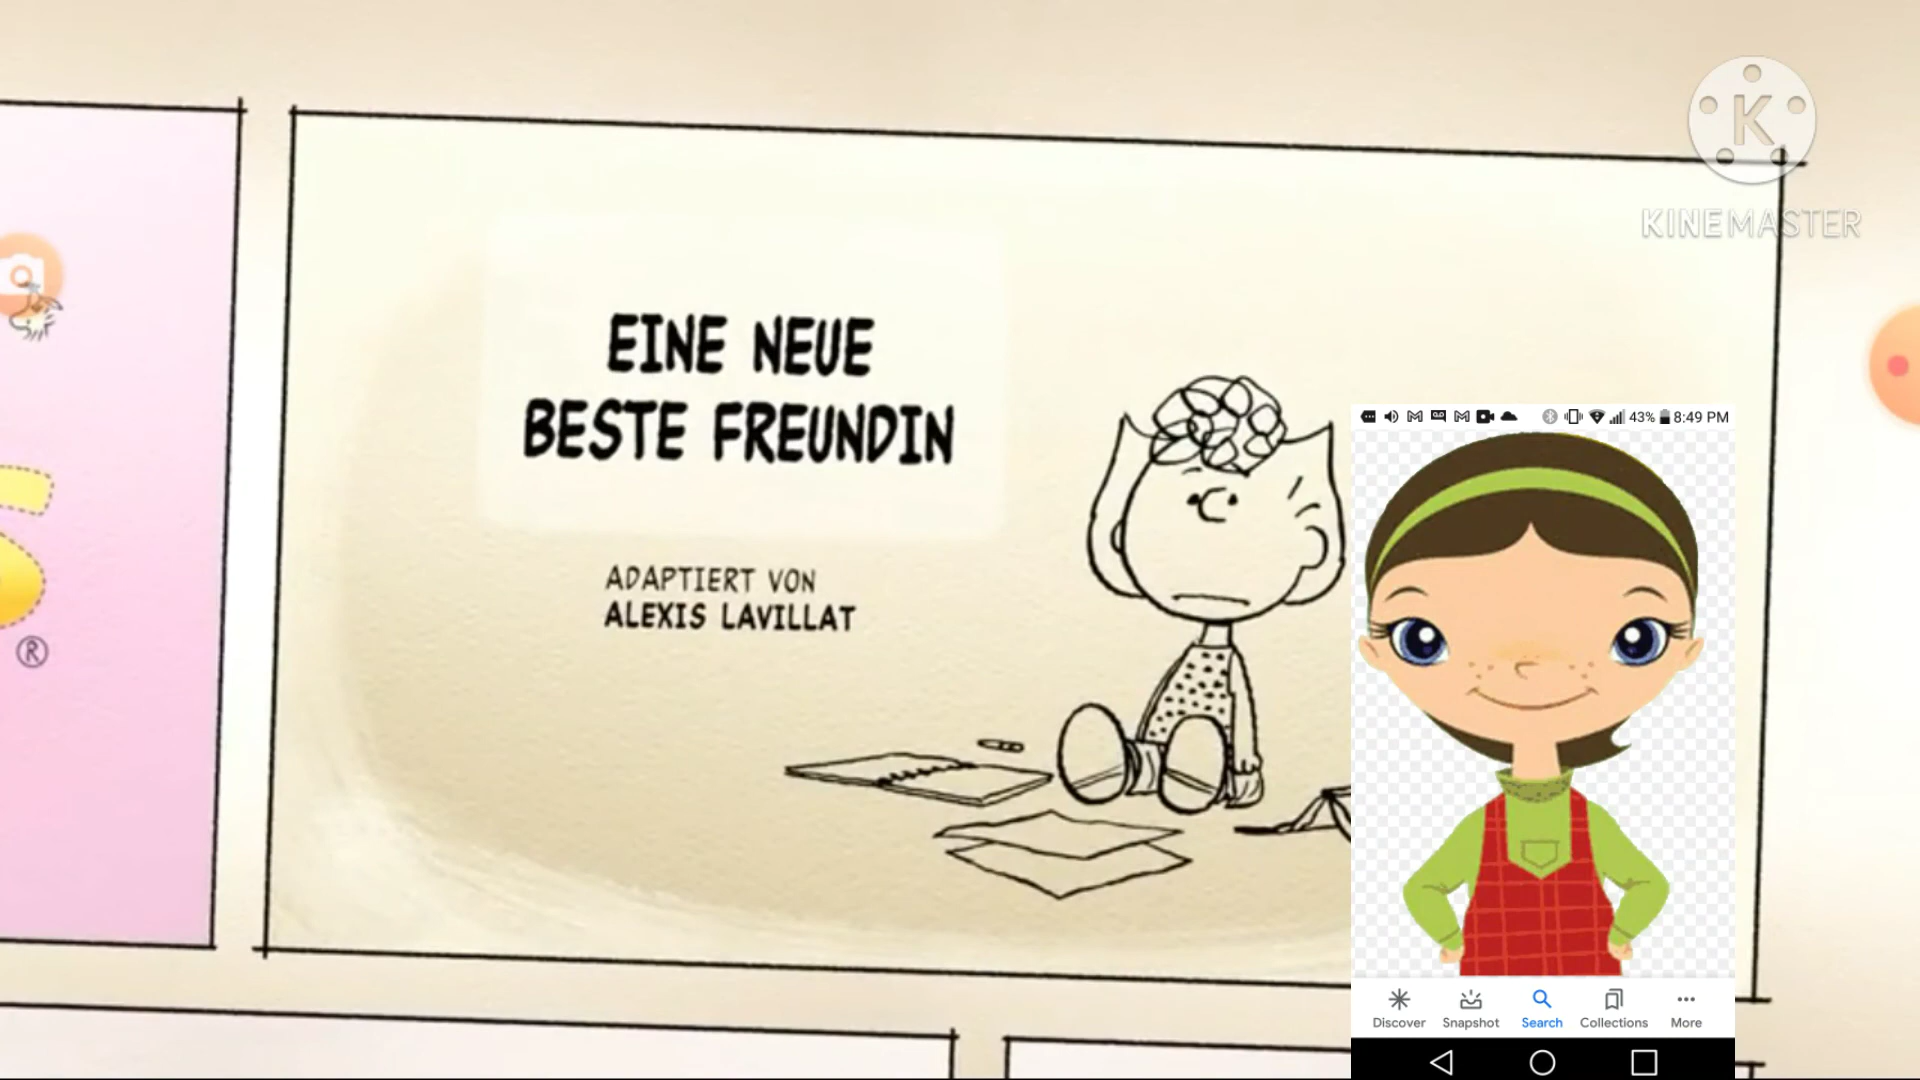 KINEMASTER
EINE NEUE
BESTE FREUNDIN
ADAPTIERT VON
ALEXIS LAVILLAT
S
®
43% 8:49 PM
Discover Snapshot Search Collections More